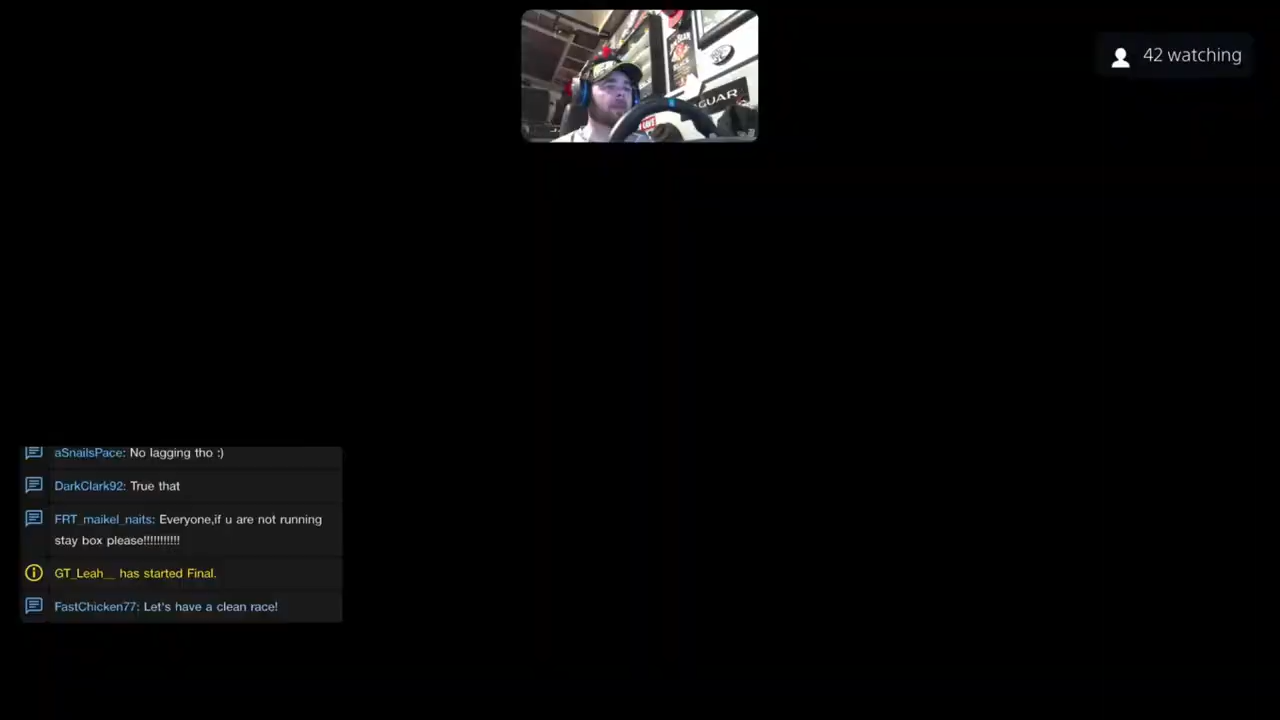 42 watching
GUAR
aSnailsPace: No lagging tho :)
DarkClark92: True that
FRT_maikel_naits: Everyone,if u are not running
stay box please!!!!!!!!!!!
GT_Leah__ has started Final.
FastChicken77: Let's have a clean race!